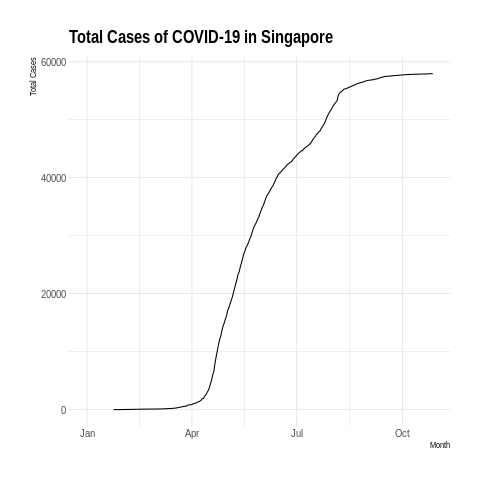 Total Cases of COVID-19 in Singapore
Total Cases
60000
40000
20000
0
Jan Apr Jul Oct
Month